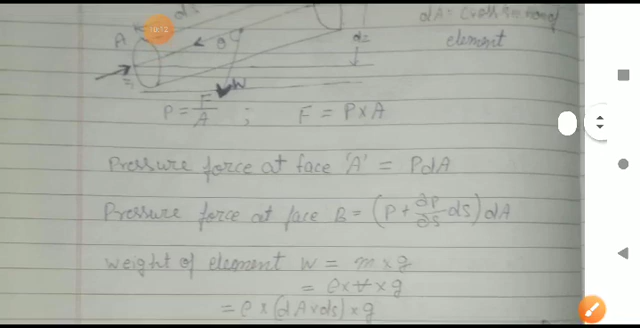 ds
dA = Cross sectional
element
A
θ
dz
W
P = F/A ; F = P×A
Pressure force at face 'A' = PdA
Pressure force at face B = (P + ∂P/∂S ds) dA
Weight of element W = m × g
= ρ × V × g
= ρ × (dA×ds) × g